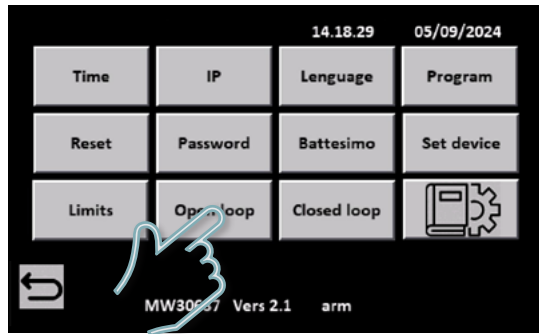 14.18.29 05/09/2024
Time IP Lenguage Program
Reset Password Battesimo Set device
Limits Open loop Closed loop
Vers 2.1 arm